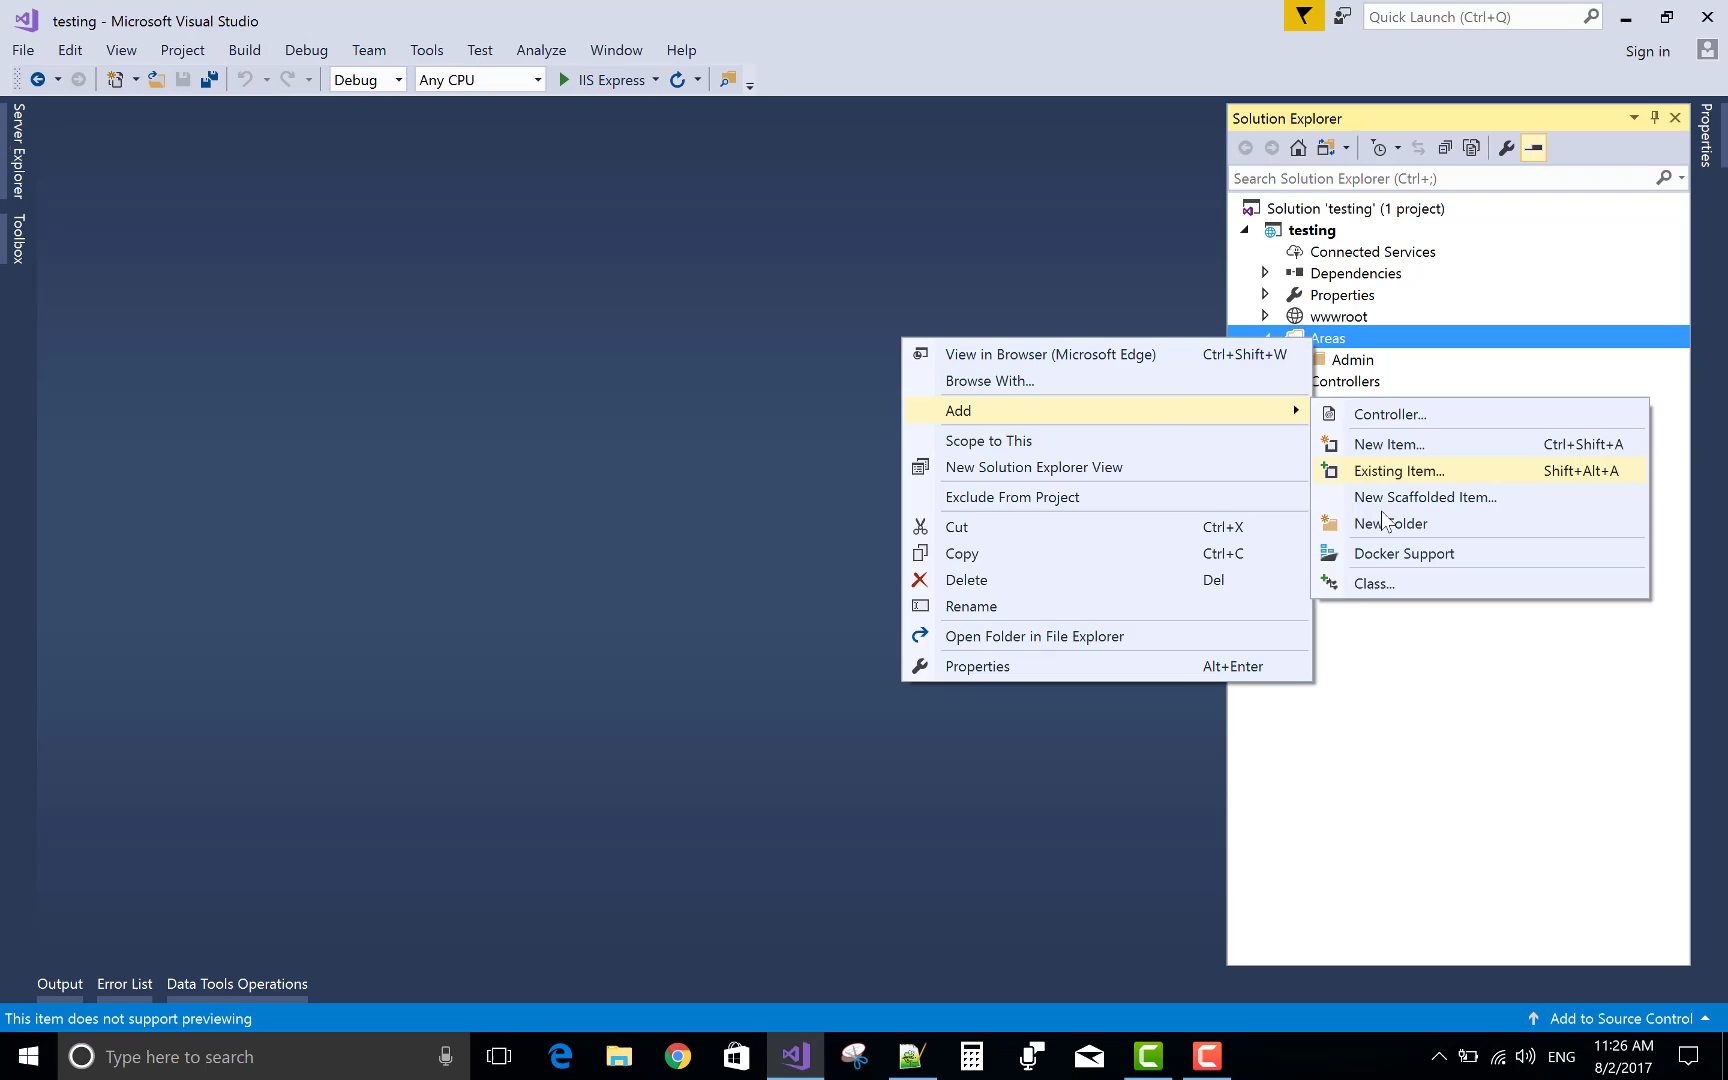 testing - Microsoft Visual Studio
Quick Launch (Ctrl+Q)
File Edit View Project Build Debug Team Tools Test Analyze Window Help
Sign in
Debug Any CPU IIS Express
Server Explorer
Toolbox
Solution Explorer
Properties
Search Solution Explorer (Ctrl+;)
Solution 'testing' (1 project)
testing
Connected Services
Dependencies
Properties
wwwroot
Areas
Admin
Controllers
View in Browser (Microsoft Edge) Ctrl+Shift+W
Browse With...
Add
Scope to This
New Solution Explorer View
Exclude From Project
Cut Ctrl+X
Copy Ctrl+C
Delete Del
Rename
Open Folder in File Explorer
Properties Alt+Enter
Controller...
New Item... Ctrl+Shift+A
Existing Item... Shift+Alt+A
New Scaffolded Item...
New Folder
Docker Support
Class...
Output Error List Data Tools Operations
This item does not support previewing
Add to Source Control
Type here to search
ENG
11:26 AM
8/2/2017